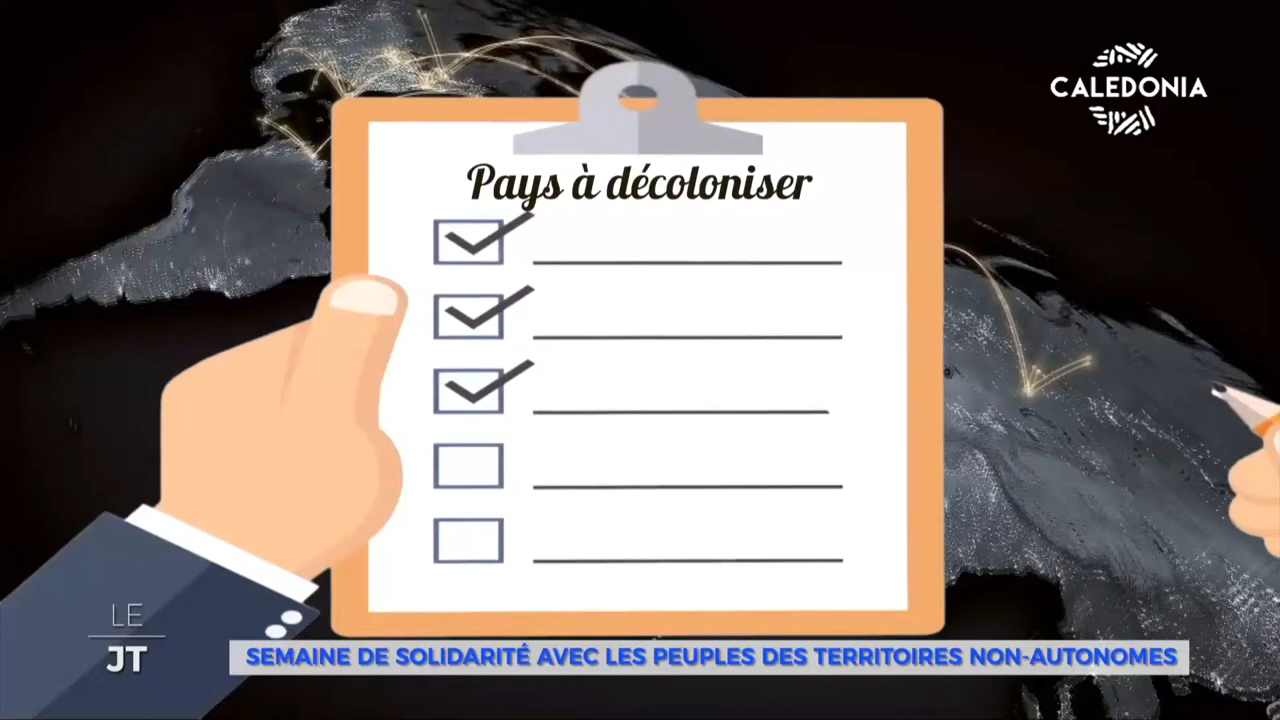 CALEDONIA
Pays à décoloniser
LE
JT
SEMAINE DE SOLIDARITÉ AVEC LES PEUPLES DES TERRITOIRES NON-AUTONOMES